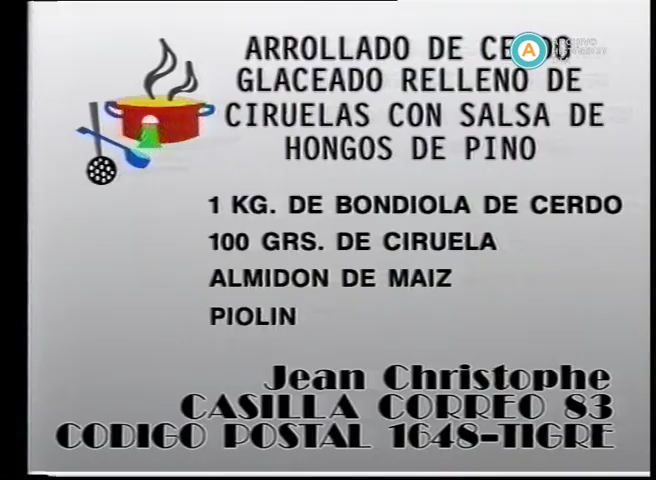 ARROLLADO DE CERDO
GLACEADO RELLENO DE
CIRUELAS CON SALSA DE
HONGOS DE PINO
1 KG. DE BONDIOLA DE CERDO
100 GRS. DE CIRUELA
ALMIDON DE MAIZ
PIOLIN
Jean Christophe
CASILLA CORREO 83
CODIGO POSTAL 1648-TIGRE
A
ARCHIVO